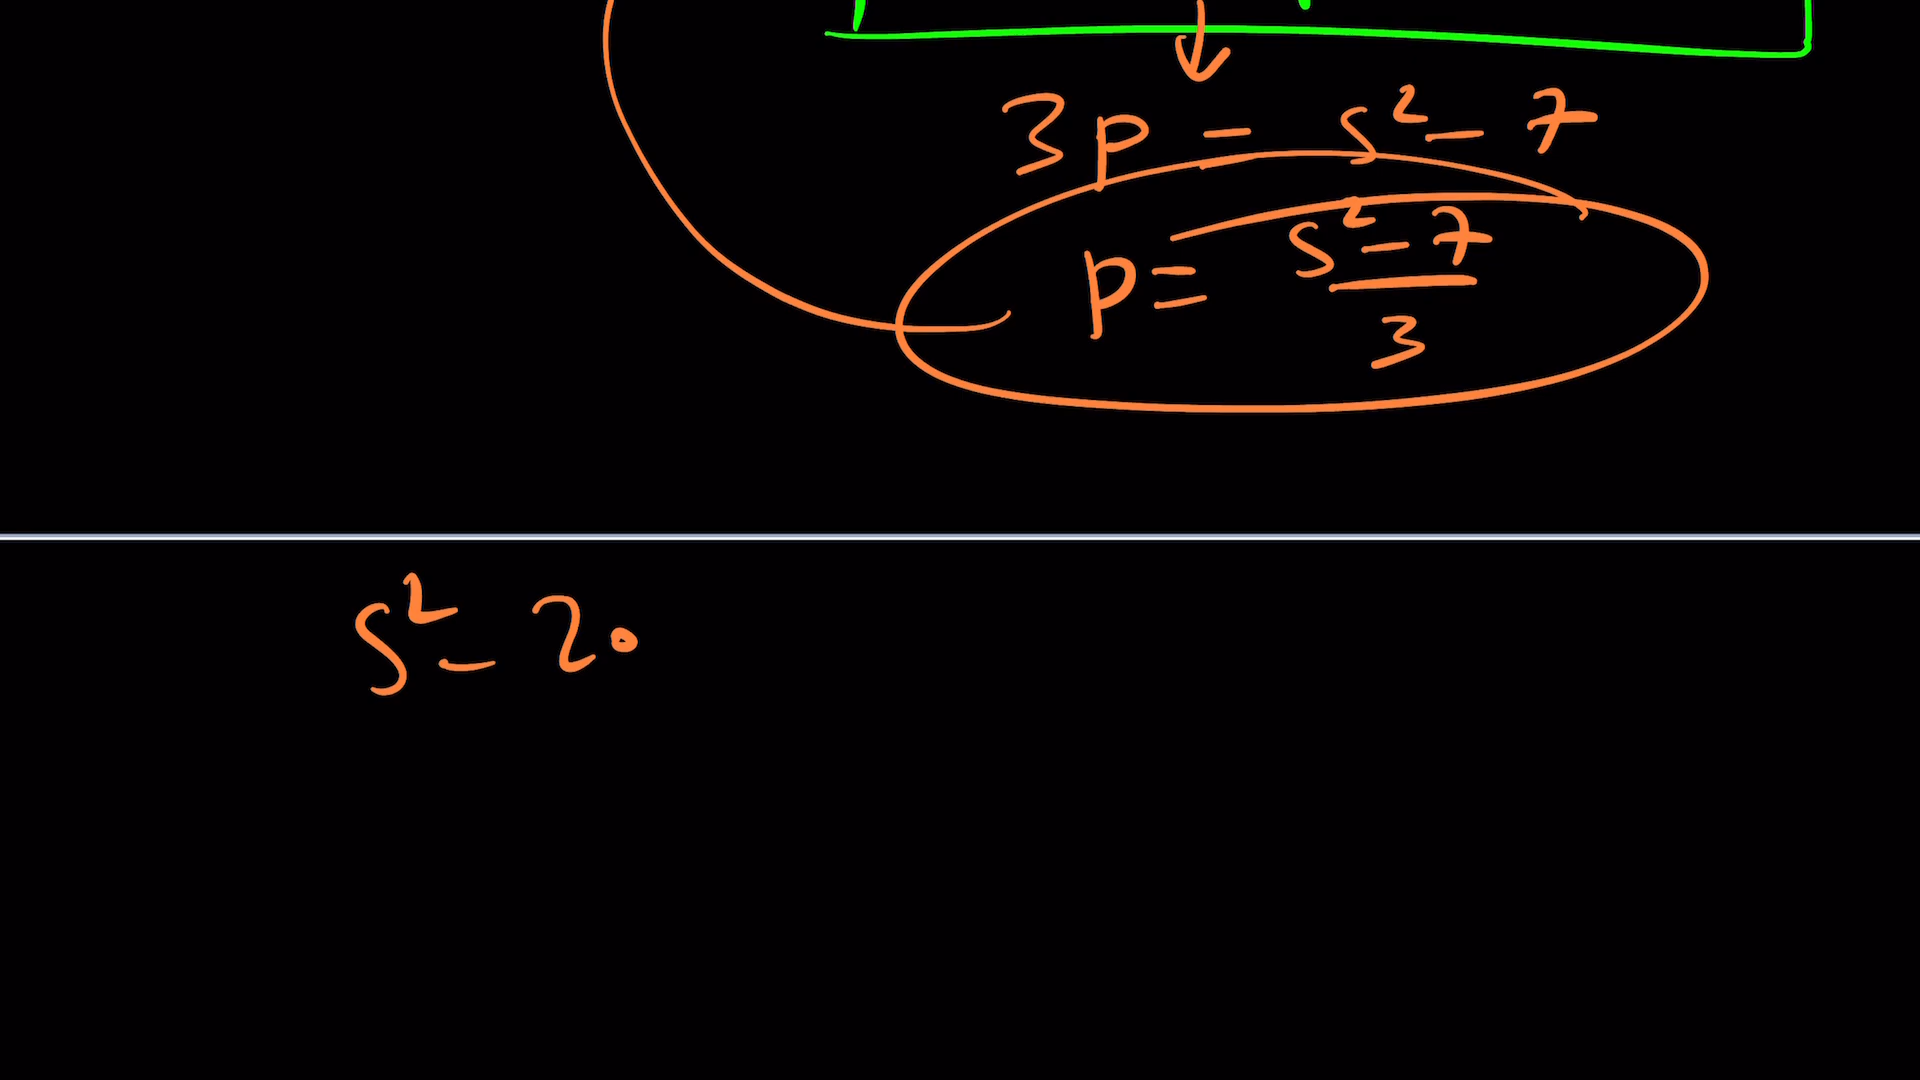 3p = s² - 7
p = (s² - 7)/3
s² - 2·